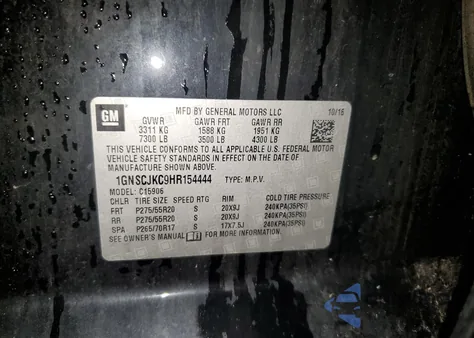 GM
MFD BY GENERAL MOTORS LLC 10/16
GVWR GAWR FRT GAWR RR
3311 KG 1588 KG 1951 KG
7300 LB 3500 LB 4300 LB
THIS VEHICLE CONFORMS TO ALL APPLICABLE U.S. FEDERAL MOTOR
VEHICLE SAFETY STANDARDS IN EFFECT ON THE DATE OF
MANUFACTURE SHOWN ABOVE.
1GNSCJKC9HR154444 TYPE: M.P.V.
MODEL: C15906
CHLR TIRE SIZE SPEED RTG RIM COLD TIRE PRESSURE
FRT P275/55R20 S 20X9J 240KPA(35PSI)
RR P275/55R20 S 20X9J 240KPA(35PSI)
SPA P265/70R17 S 17X7.5J 240KPA(35PSI)
SEE OWNER'S MANUAL FOR MORE INFORMATION.